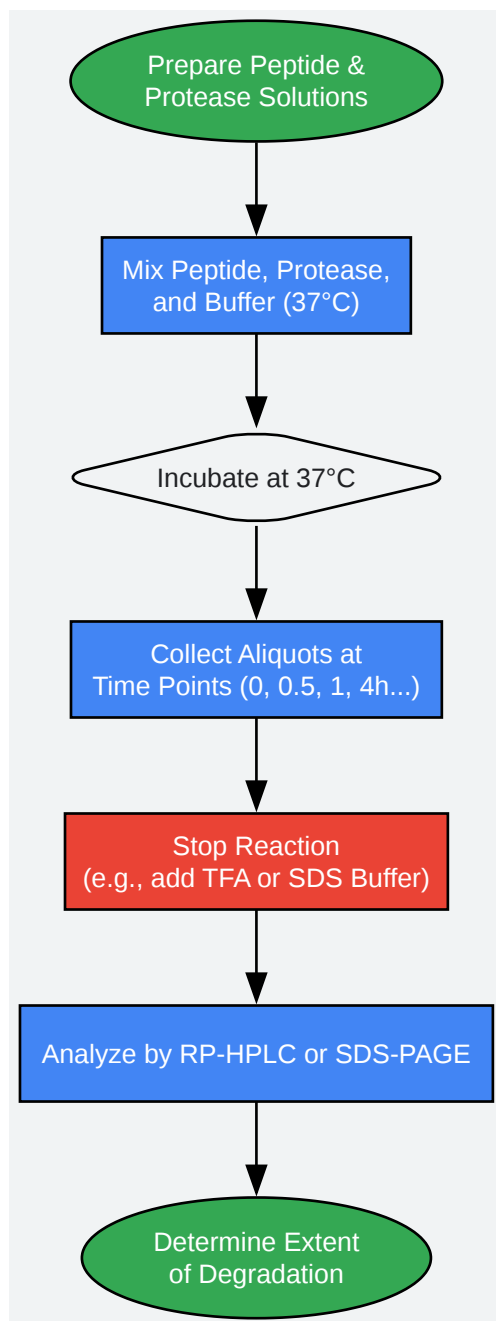 Prepare Peptide &
Protease Solutions
Mix Peptide, Protease,
and Buffer (37°C)
Incubate at 37°C
Collect Aliquots at
Time Points (0, 0.5, 1, 4h...)
Stop Reaction
(e.g., add TFA or SDS Buffer)
Analyze by RP-HPLC or SDS-PAGE
Determine Extent
of Degradation